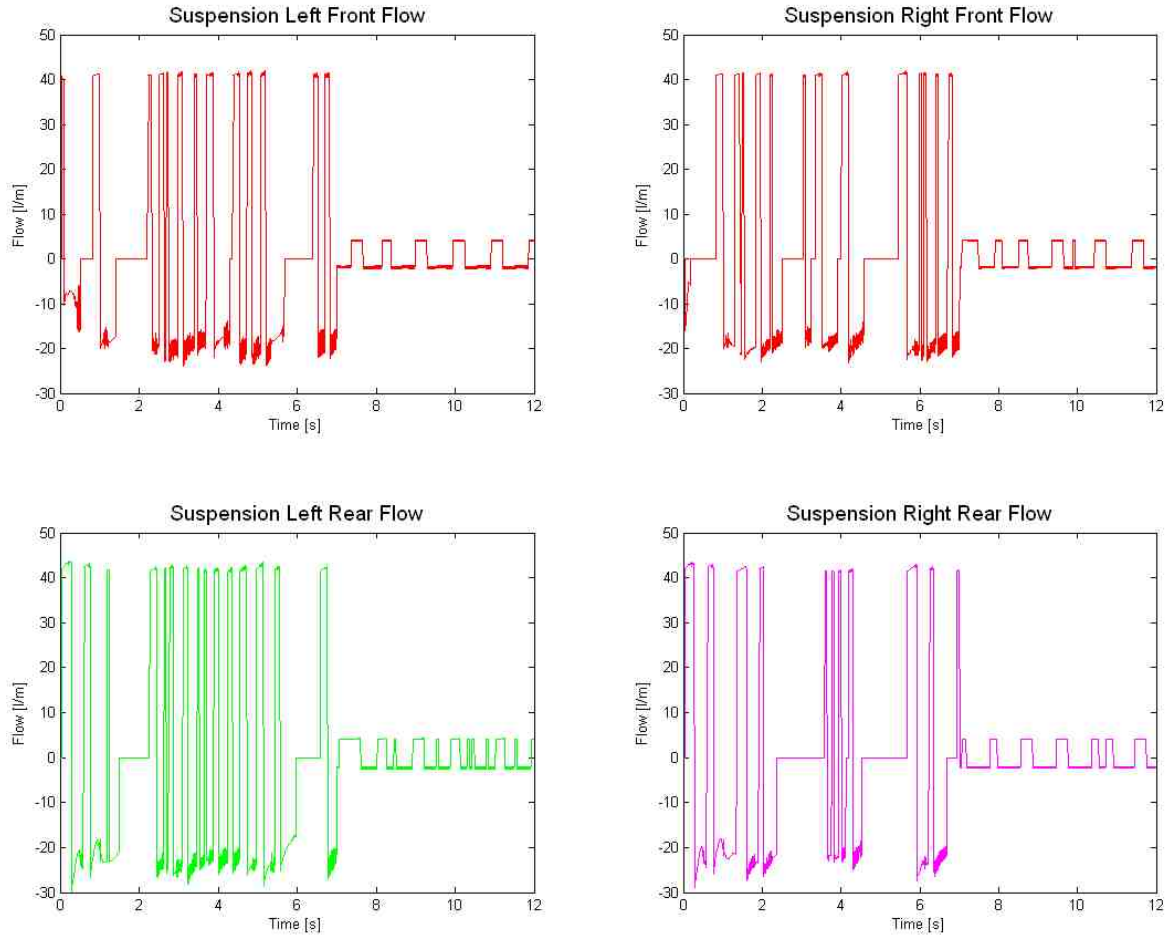 Suspension Left Front Flow
50
40
30
20
10
0
-10
-20
-30
Flow [l/m]
0 2 4 6 8 10 12
Time [s]
Suspension Right Front Flow
50
40
30
20
10
0
-10
-20
-30
Flow [l/m]
0 2 4 6 8 10 12
Time [s]
Suspension Left Rear Flow
50
40
30
20
10
0
-10
-20
-30
Flow [l/m]
0 2 4 6 8 10 12
Time [s]
Suspension Right Rear Flow
50
40
30
20
10
0
-10
-20
-30
Flow [l/m]
0 2 4 6 8 10 12
Time [s]